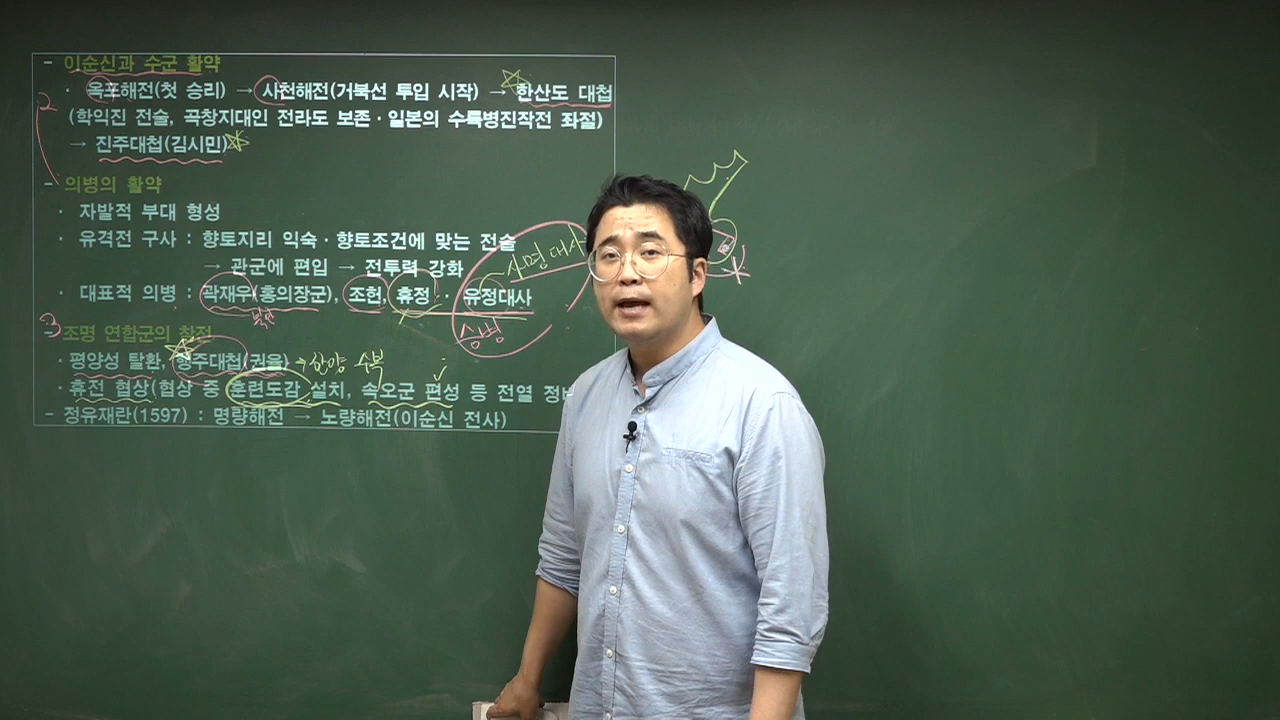 - 이순신과 수군 활약
· 옥포해전(첫 승리) → 사천해전(거북선 투입 시작) → 한산도 대첩
(학익진 전술, 곡창지대인 전라도 보존·일본의 수륙병진작전 좌절)
→ 진주대첩(김시민)
2
- 의병의 활약
· 자발적 부대 형성
· 유격전 구사 : 향토지리 익숙·향토조건에 맞는 전술
→ 관군에 편입 → 전투력 강화
사명대사
· 대표적 의병 : 곽재우(홍의장군), 조헌, 휴정 · 유정대사
승병
3
- 조명 연합군의 참전
· 평양성 탈환, 행주대첩(권율) → 한양 수복
· 휴전 협상(협상 중 훈련도감 설치, 속오군 편성 등 전열
- 정유재란(1597) : 명량해전 → 노량해전(이순신 전사)